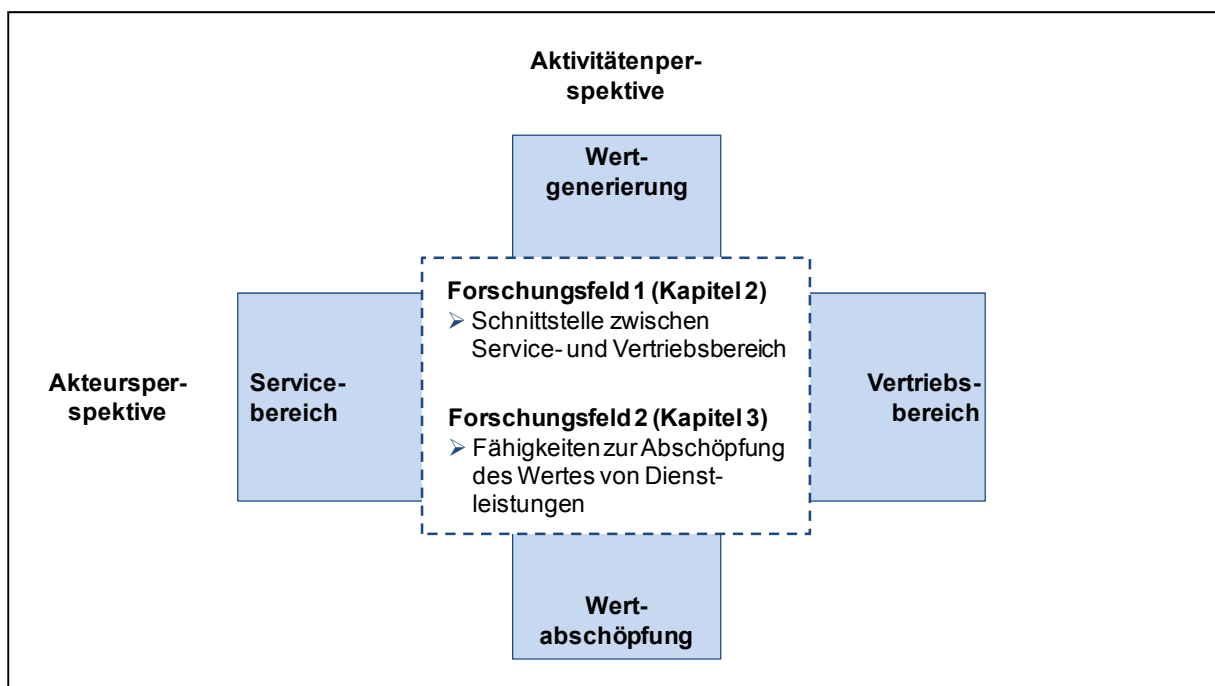 Aktivitätenper-
spektive
Wert-
generierung
Forschungsfeld 1 (Kapitel 2)
➢ Schnittstelle zwischen
Service- und Vertriebsbereich
Akteursper-
spektive
Service-
bereich
Vertriebs-
bereich
Forschungsfeld 2 (Kapitel 3)
➢ Fähigkeiten zur Abschöpfung
des Wertes von Dienst-
leistungen
Wert-
abschöpfung